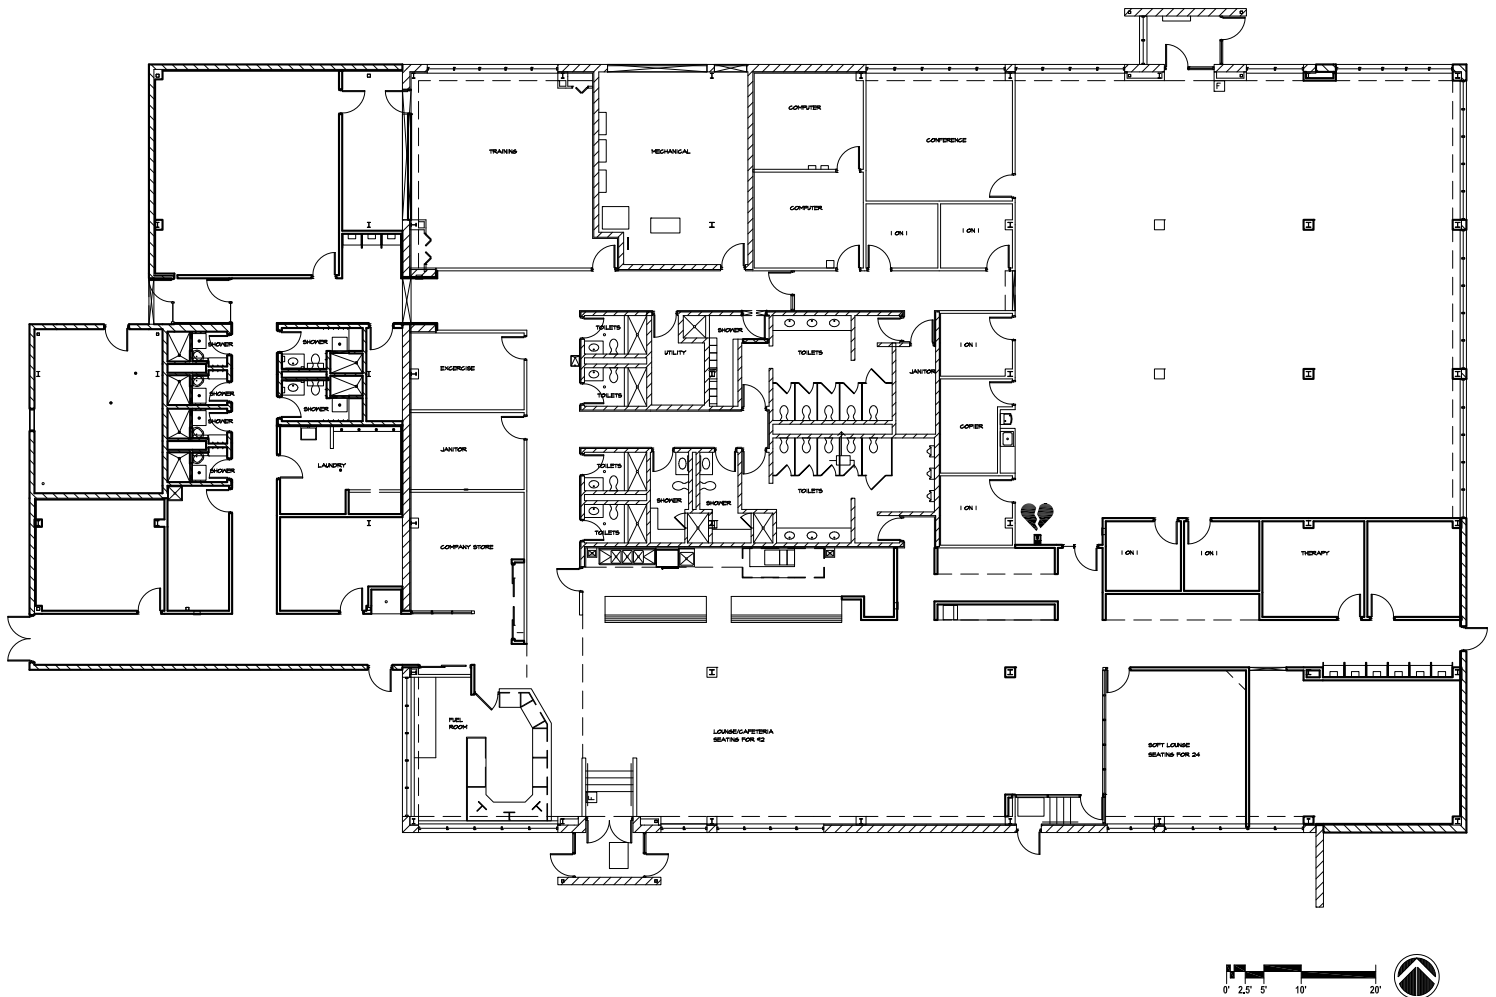 F
COMPUTER
CONFERENCE
TRAINING
MECHANICAL
COMPUTER
1 ON 1
1 ON 1
TOILETS
SHOWER
SHOWER
SHOWER
UTILITY
TOILETS
1 ON 1
EXCERCISE
JANITOR
SHOWER
TOILETS
SHOWER
SHOWER
COPIER
JANITOR
LAUNDRY
TOILETS
SHOWER
TOILETS
SHOWER
SHOWER
1 ON 1
TOILETS
COMPANY STORE
1 ON 1
1 ON 1
THERAPY
FUEL
ROOM
LOUNGE/CAFETERIA
SEATING FOR 92
SOFT LOUNGE
SEATING FOR 24
F
0' 2.5' 5' 10' 20'